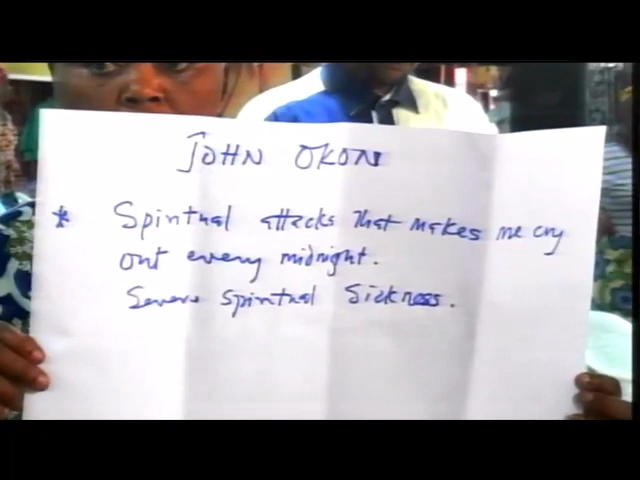 JOHN OKON
* Spiritual attacks that makes me cry
out every midnight.
Severe spiritual sickness.